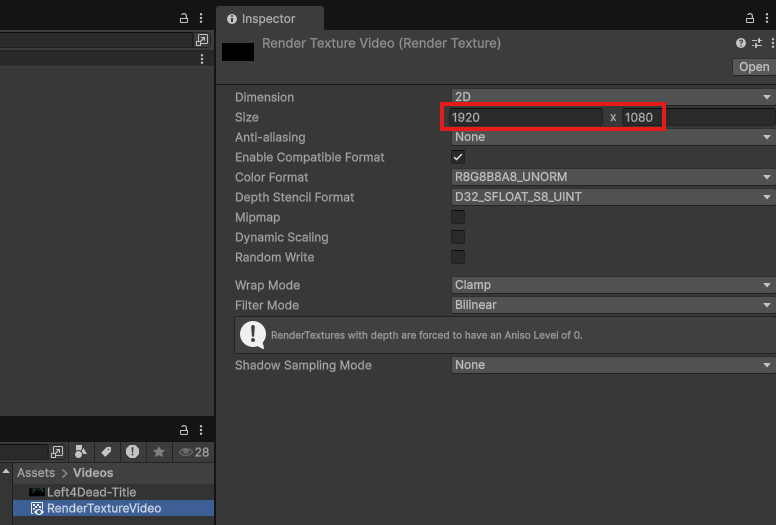 Inspector
Render Texture Video (Render Texture)
Open
Dimension 2D
Size 1920 x 1080
Anti-aliasing None
Enable Compatible Format
Color Format R8G8B8A8_UNORM
Depth Stencil Format D32_SFLOAT_S8_UINT
Mipmap
Dynamic Scaling
Random Write
Wrap Mode Clamp
Filter Mode Bilinear
RenderTextures with depth are forced to have an Aniso Level of 0.
Shadow Sampling Mode None
28
Assets > Videos
Left4Dead-Title
RenderTextureVideo